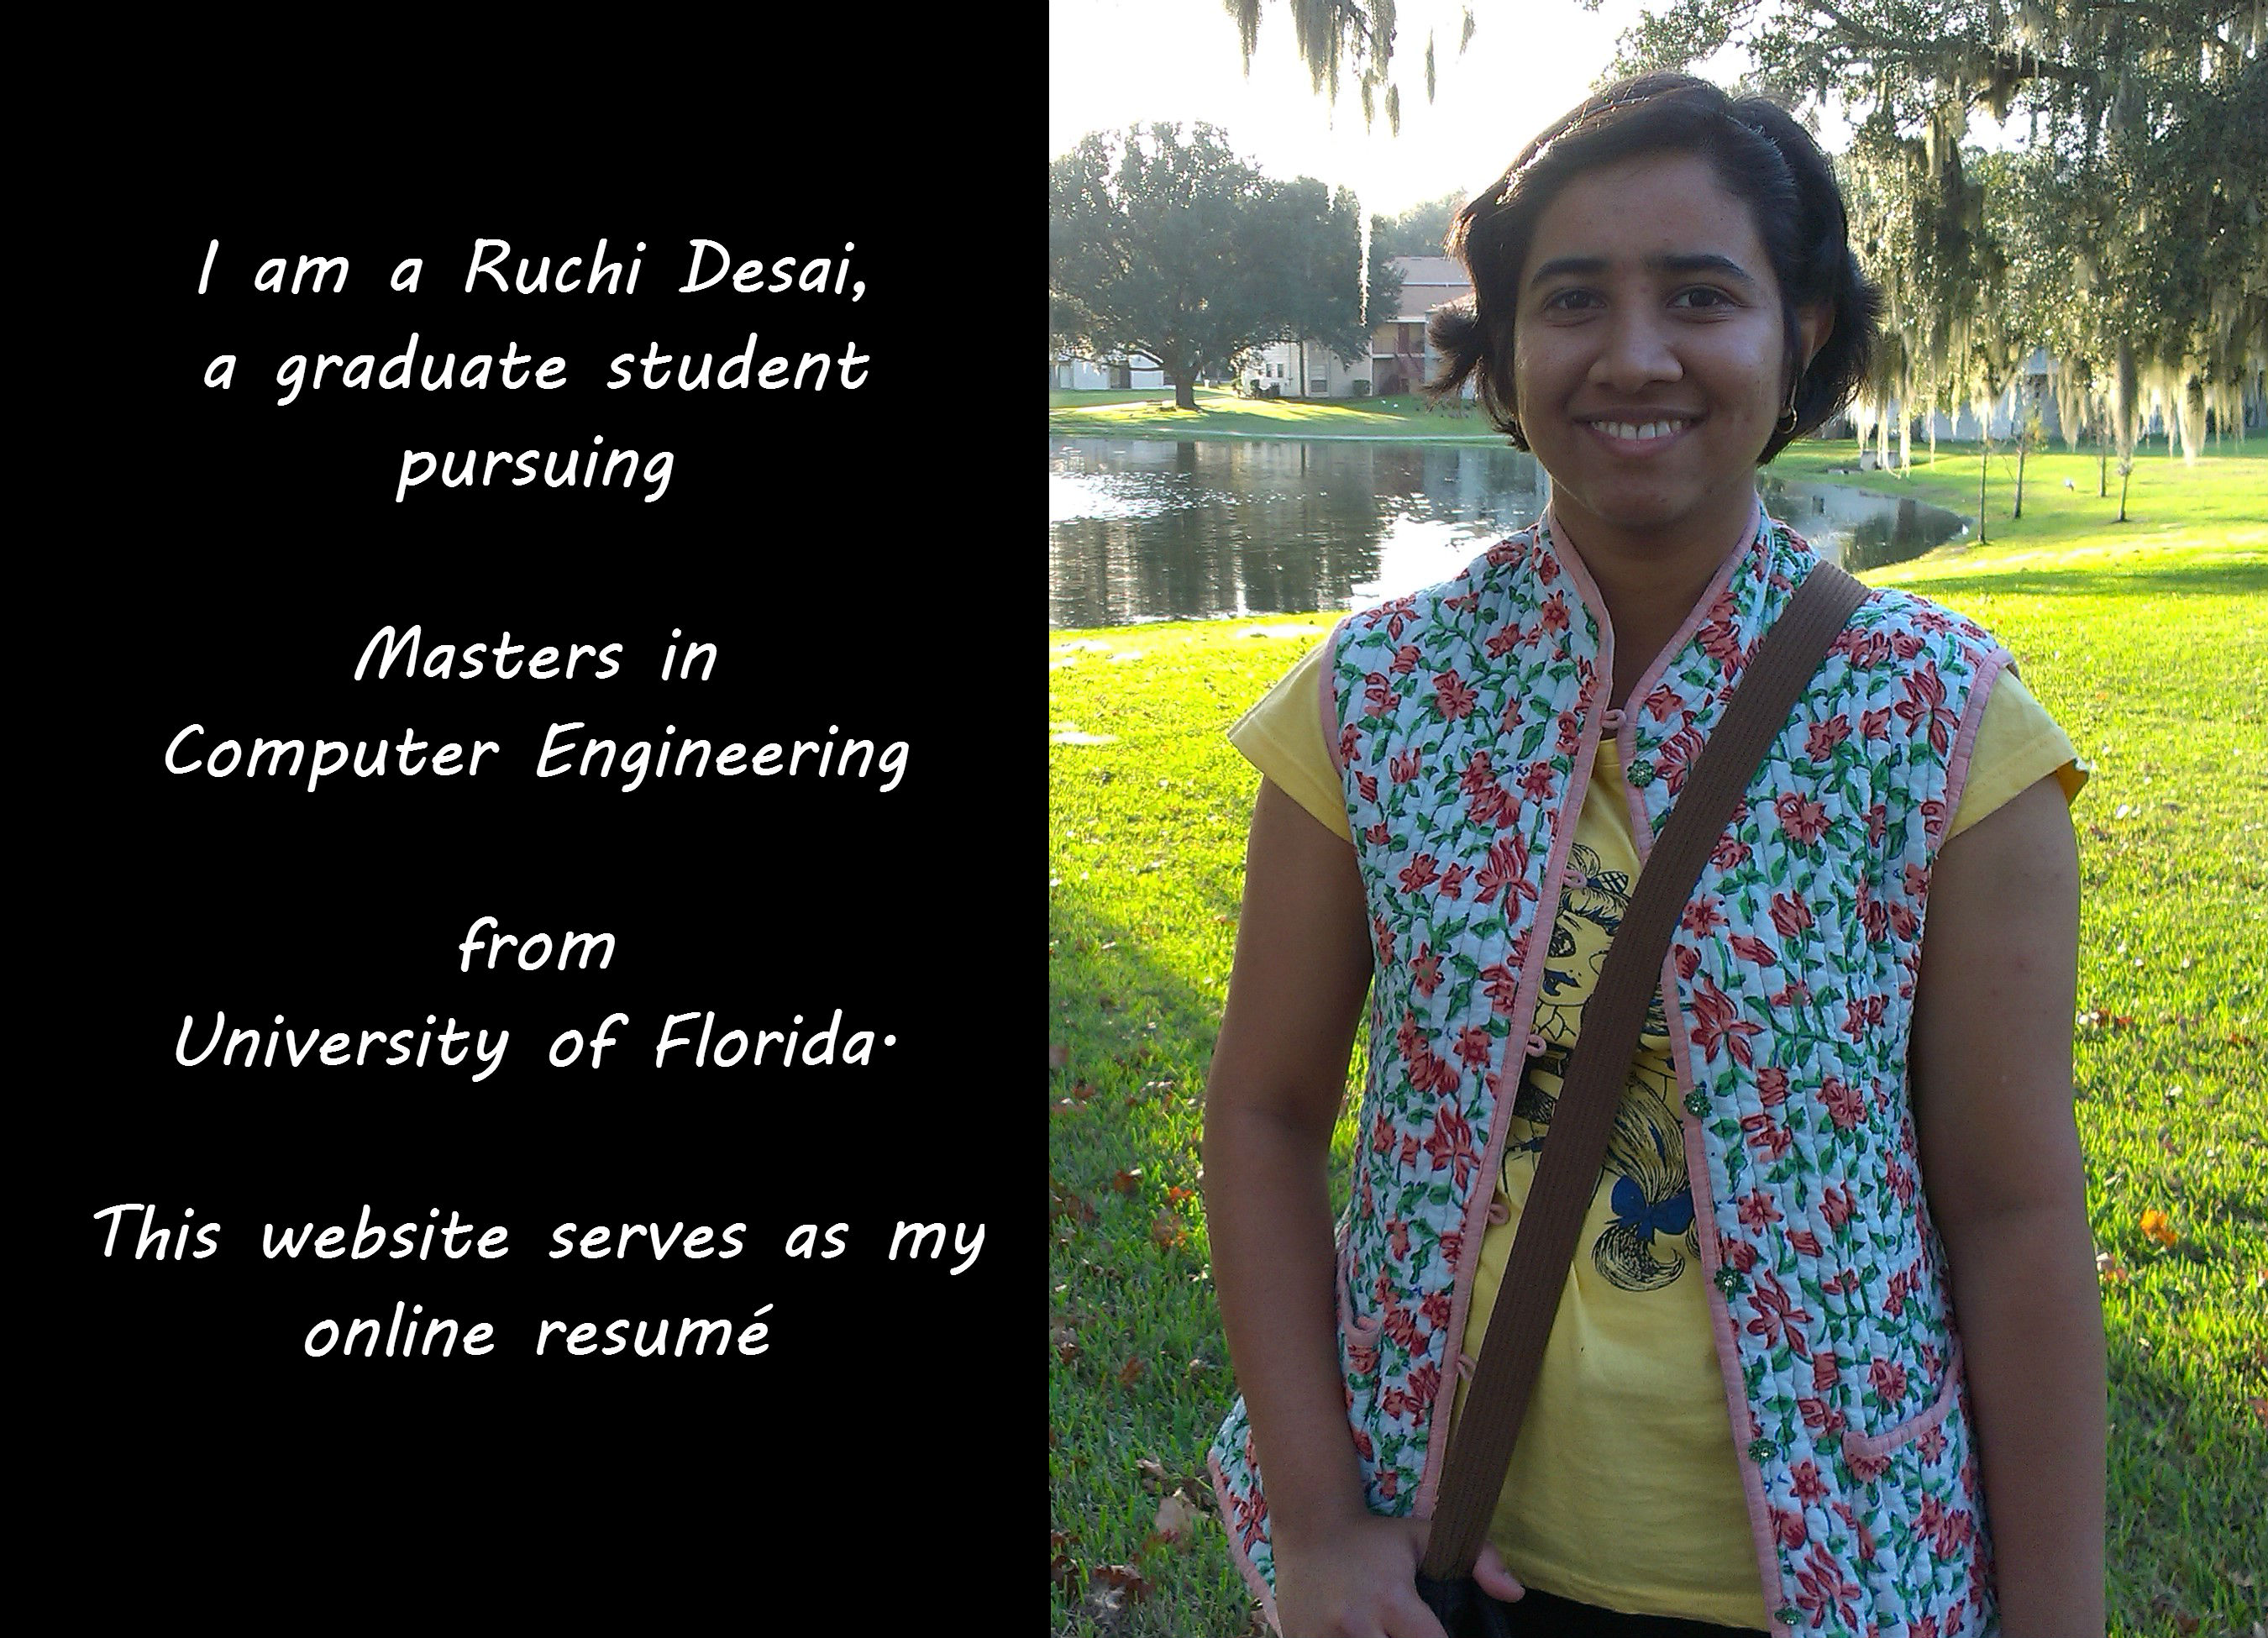 I am a Ruchi Desai,
a graduate student
pursuing
Masters in
Computer Engineering
from
University of Florida.
This website serves as my
online resumé